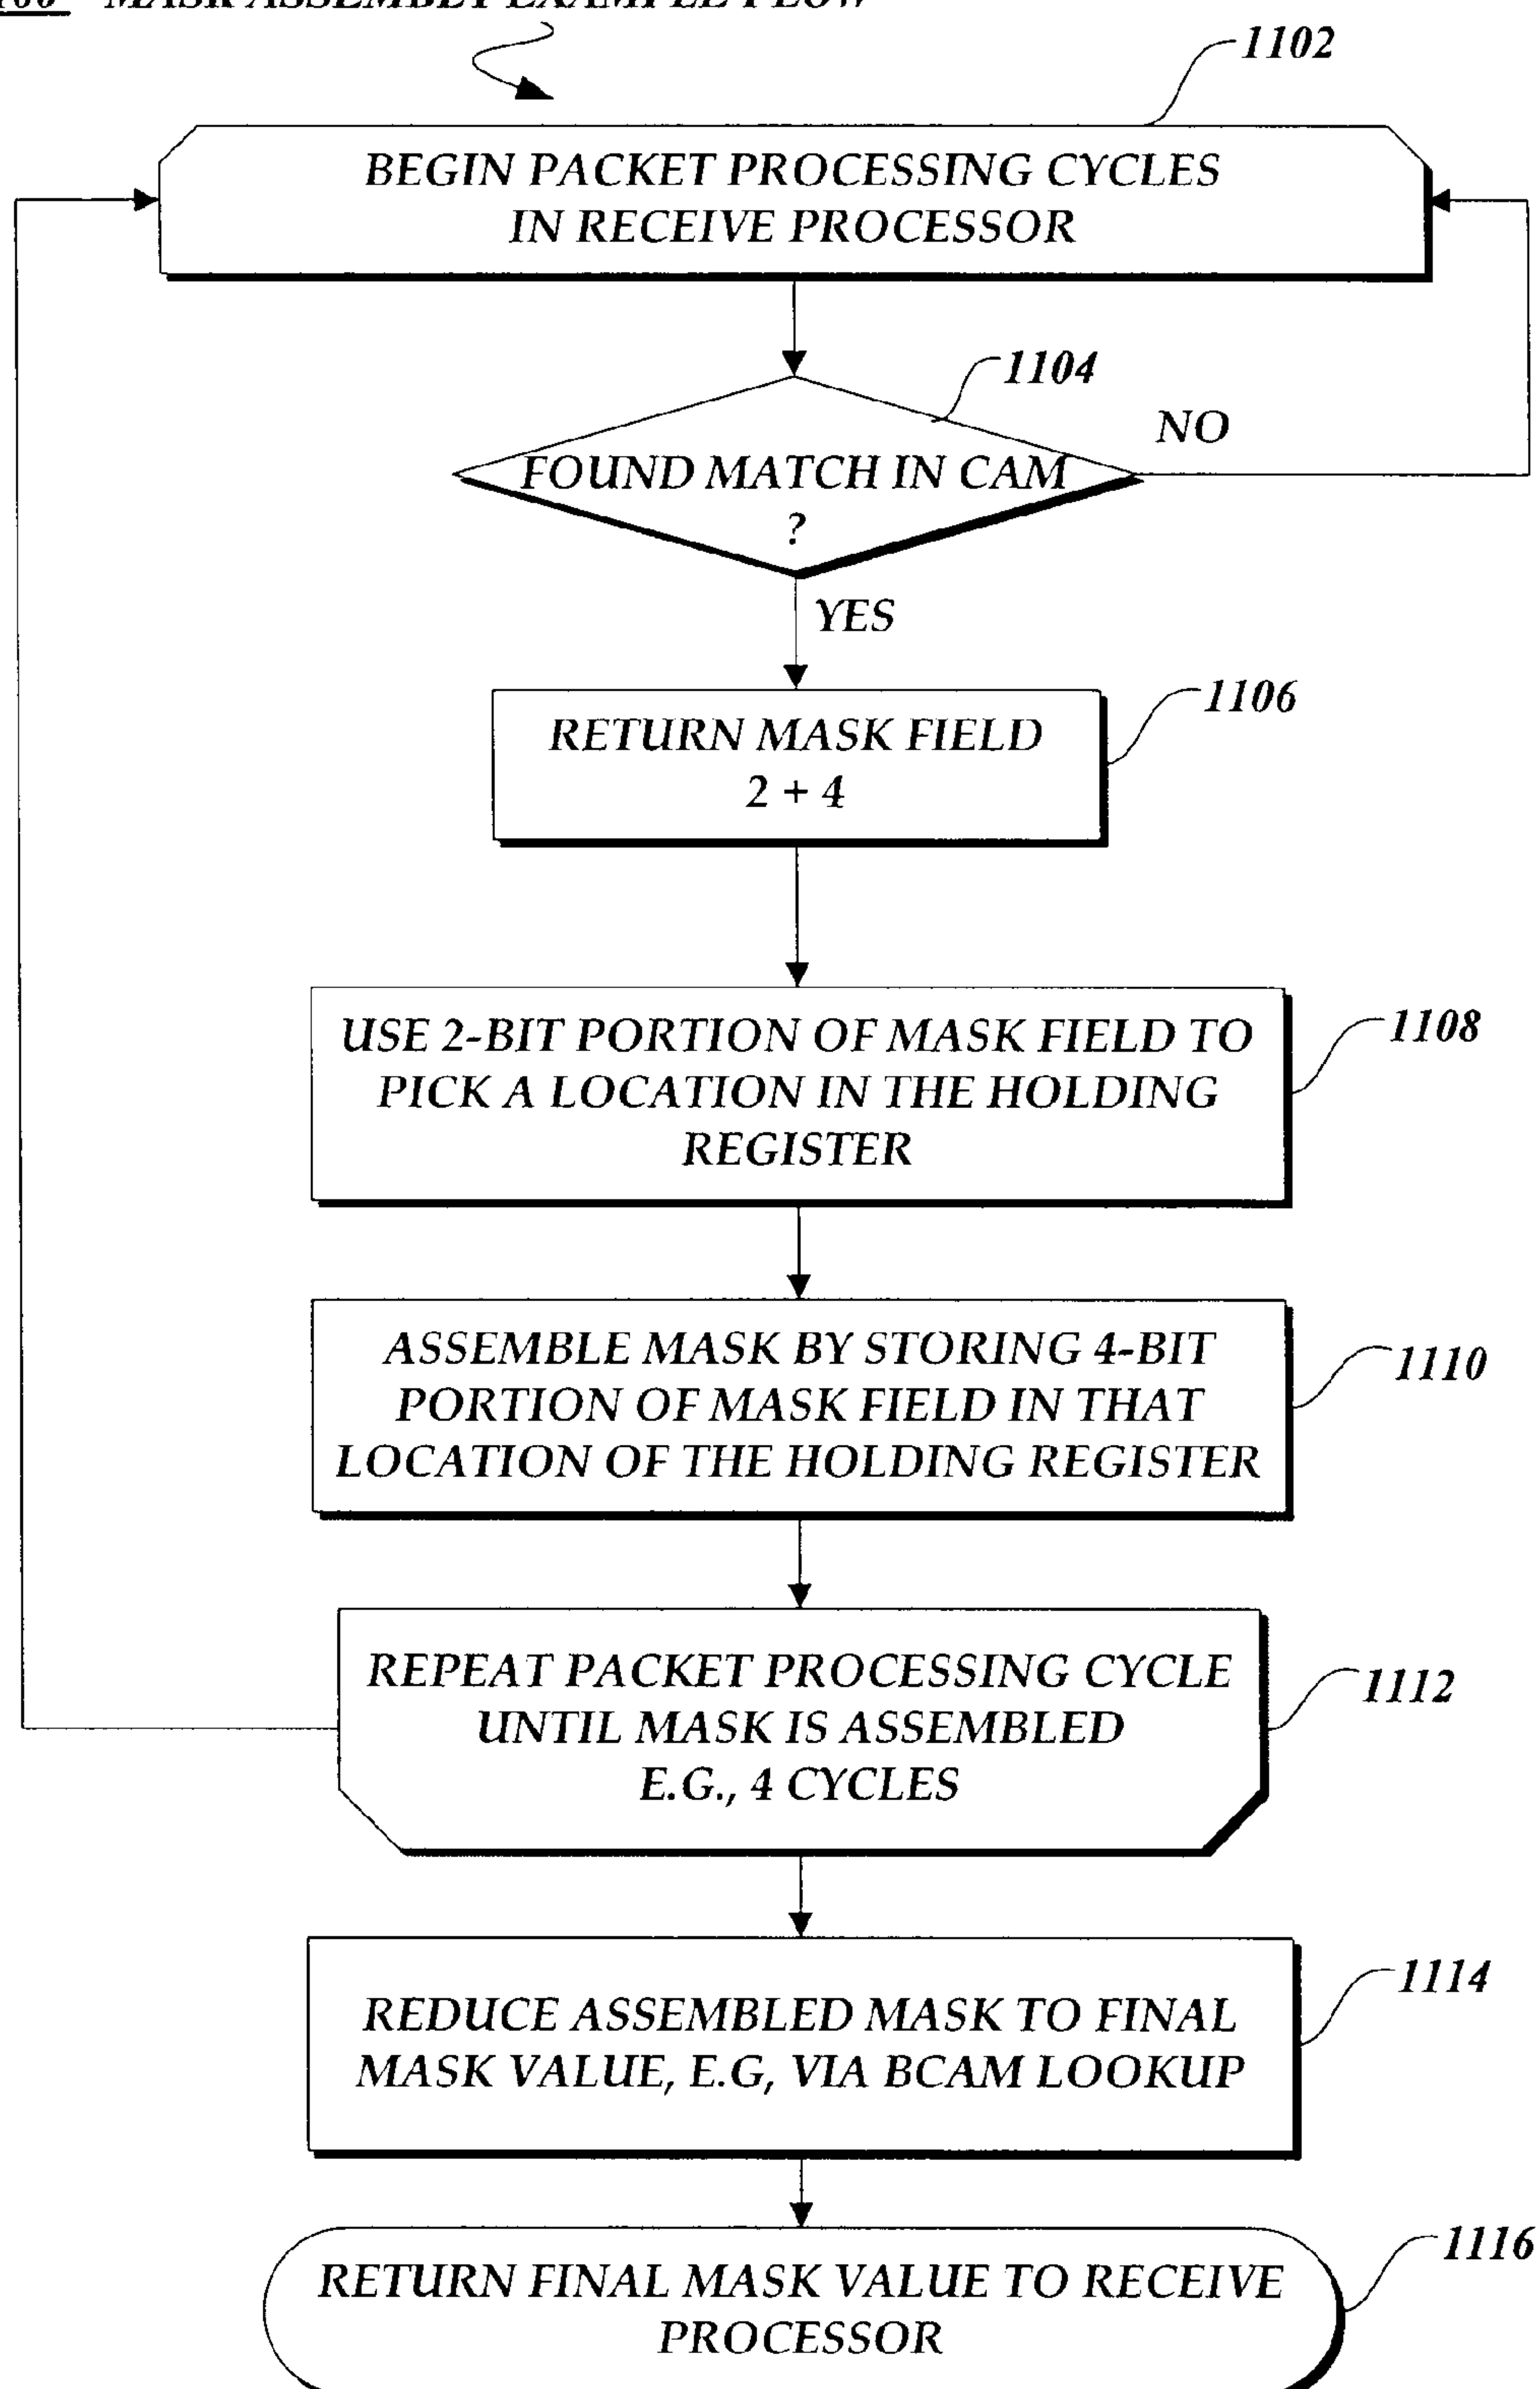 MASK ASSEMBLY EXAMPLE FLOW
1102
BEGIN PACKET PROCESSING CYCLES
IN RECEIVE PROCESSOR
1104
NO
FOUND MATCH IN CAM
?
YES
1106
RETURN MASK FIELD
2 + 4
1108
USE 2-BIT PORTION OF MASK FIELD TO
PICK A LOCATION IN THE HOLDING
REGISTER
1110
ASSEMBLE MASK BY STORING 4-BIT
PORTION OF MASK FIELD IN THAT
LOCATION OF THE HOLDING REGISTER
1112
REPEAT PACKET PROCESSING CYCLE
UNTIL MASK IS ASSEMBLED
E.G., 4 CYCLES
1114
REDUCE ASSEMBLED MASK TO FINAL
MASK VALUE, E.G, VIA BCAM LOOKUP
1116
RETURN FINAL MASK VALUE TO RECEIVE
PROCESSOR